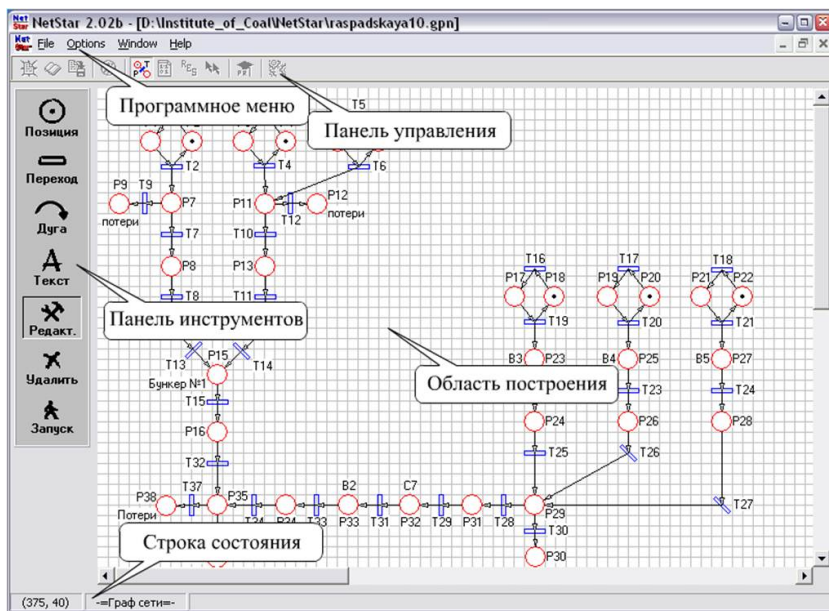 NetStar 2.02b - [D:\Institute_of_Coal\NetStar\raspadskaya10.gpn]
File Options Window Help
Программное меню
Панель управления
T5
Позиция
T2
T4
T6
Переход
P9
T9
P7
P11
T12
P12
потери
потери
Дуга
T7
T10
Текст
P8
P13
T16
T17
T18
P17
P18
P19
P20
P21
P22
T8
T11
Панель инструментов
T19
T20
T21
Редакт.
T13
P15
T14
Бункер №1
B3
P23
B4
P25
B5
P27
Удалить
Область построения
T15
T23
T24
Запуск
P16
P24
P26
P28
T32
T25
T26
P38
T37
P35
B2
C7
Потери
T34
P34
T33
P33
T31
P32
T29
P31
T28
P29
T27
T30
P30
Строка состояния
(375, 40)
-=Граф сети=-